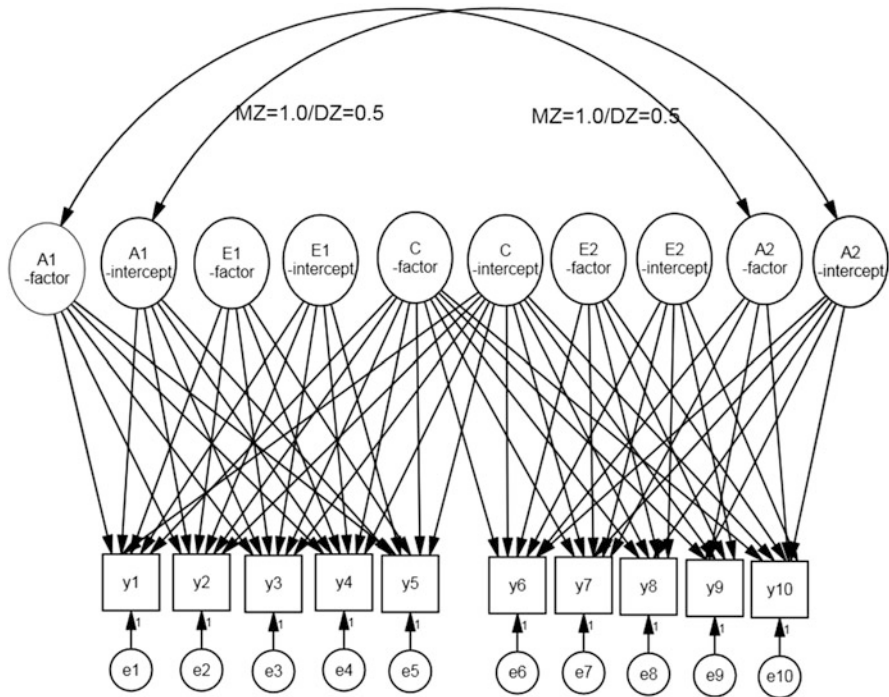 MZ=1.0/DZ=0.5
MZ=1.0/DZ=0.5
A1
-factor
A1
-intercept
E1
-factor
E1
-intercept
C
-factor
C
-intercept
E2
-factor
E2
-intercept
A2
-factor
A2
-intercept
y1
y2
y3
y4
y5
y6
y7
y8
y9
y10
1
1
1
1
1
1
1
1
1
1
e1
e2
e3
e4
e5
e6
e7
e8
e9
e10